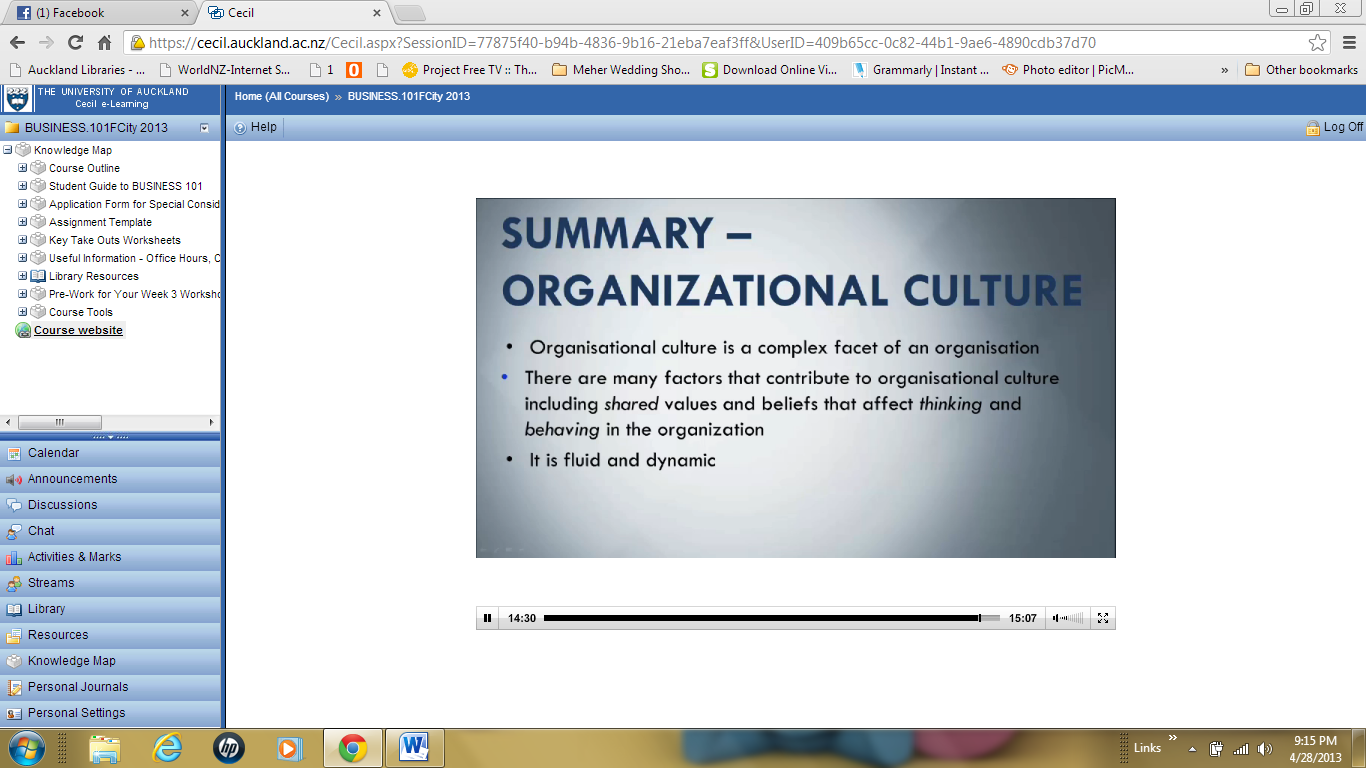 (1) Facebook
Cecil
https://cecil.auckland.ac.nz/Cecil.aspx?SessionID=77875f40-b94b-4836-9b16-21eba7eaf3ff&UserID=409b65cc-0c82-44b1-9ae6-4890cdb37d70
Auckland Libraries - ...
WorldNZ-Internet S...
1
Project Free TV :: Th...
Meher Wedding Sho...
Download Online Vi...
Grammarly | Instant ...
Photo editor | PicM...
»
Other bookmarks
THE UNIVERSITY OF AUCKLAND
Cecil e-Learning
Home (All Courses) » BUSINESS.101FCity 2013
BUSINESS.101FCity 2013
Help
Log Off
Knowledge Map
Course Outline
Student Guide to BUSINESS 101
Application Form for Special Consid
Assignment Template
Key Take Outs Worksheets
Useful Information - Office Hours, C
Library Resources
Pre-Work for Your Week 3 Worksho
Course Tools
Course website
Calendar
Announcements
Discussions
Chat
Activities & Marks
Streams
Library
Resources
Knowledge Map
Personal Journals
Personal Settings
SUMMARY –
ORGANIZATIONAL CULTURE
• Organisational culture is a complex facet of an organisation
• There are many factors that contribute to organisational culture
including shared values and beliefs that affect thinking and
behaving in the organization
• It is fluid and dynamic
14:30
15:07
hp
Links »
9:15 PM
4/28/2013